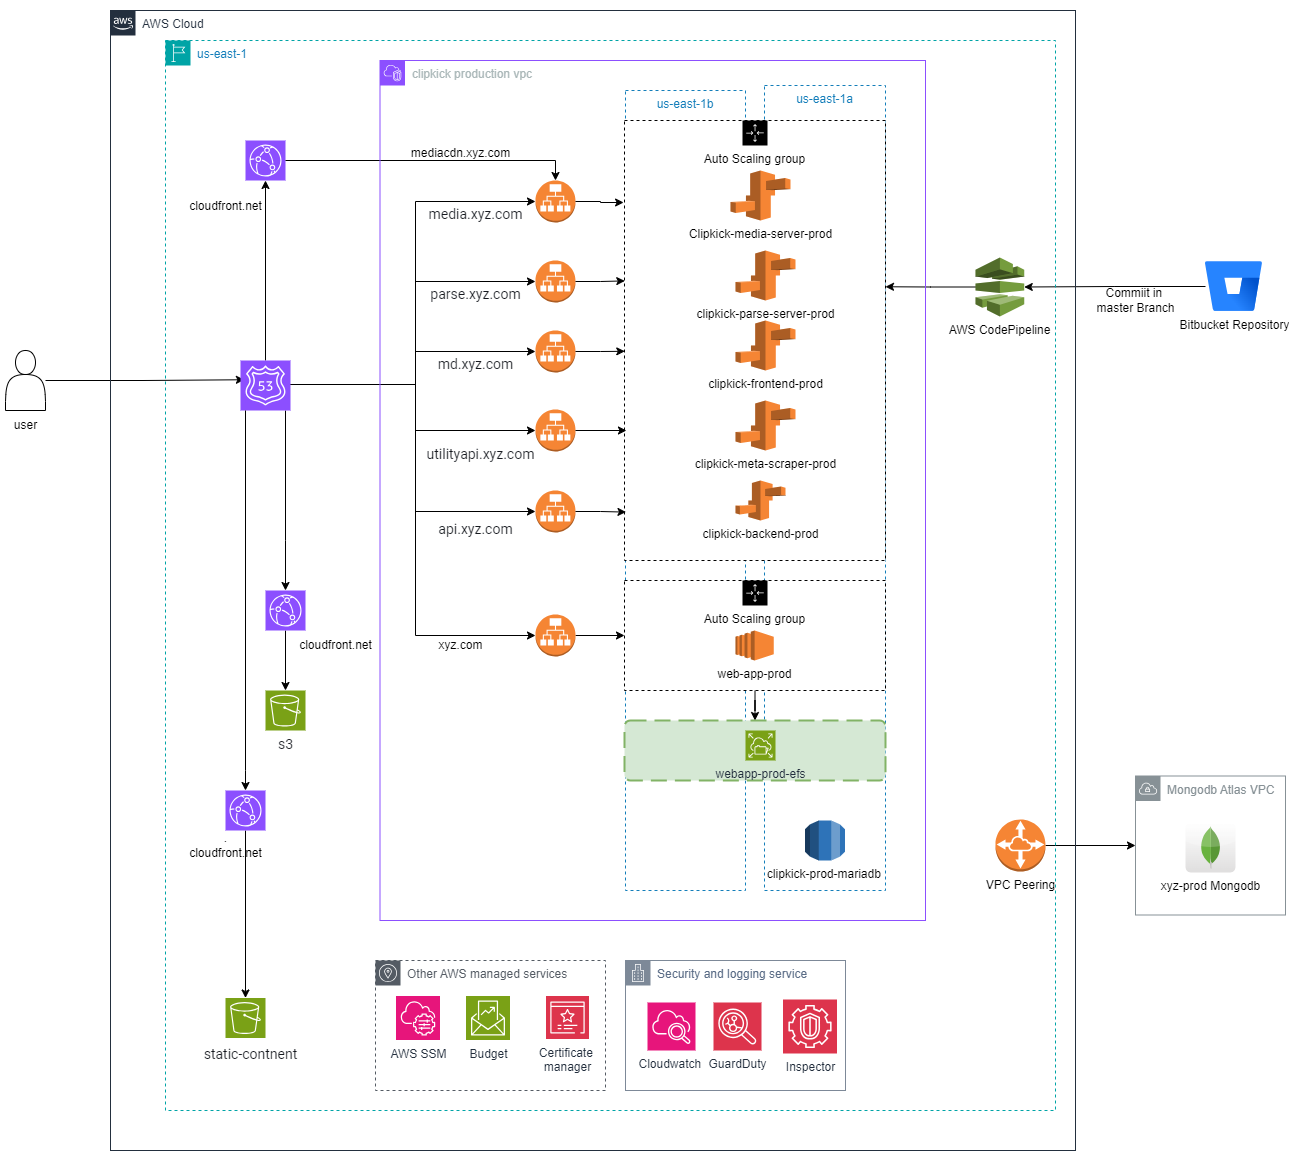 aws
AWS Cloud
us-east-1
clipkick production vpc
us-east-1b
us-east-1a
Auto Scaling group
mediacdn.xyz.com
cloudfront.net
media.xyz.com
Clipkick-media-server-prod
parse.xyz.com
clipkick-parse-server-prod
Commiit in
master Branch
AWS CodePipeline
Bitbucket Repository
md.xyz.com
clipkick-frontend-prod
53
user
utilityapi.xyz.com
clipkick-meta-scraper-prod
api.xyz.com
clipkick-backend-prod
Auto Scaling group
cloudfront.net
xyz.com
web-app-prod
s3
webapp-prod-efs
Mongodb Atlas VPC
cloudfront.net
clipkick-prod-mariadb
VPC Peering
xyz-prod Mongodb
Other AWS managed services
Security and logging service
static-contnent
AWS SSM
Budget
Certificate
manager
Cloudwatch
GuardDuty
Inspector